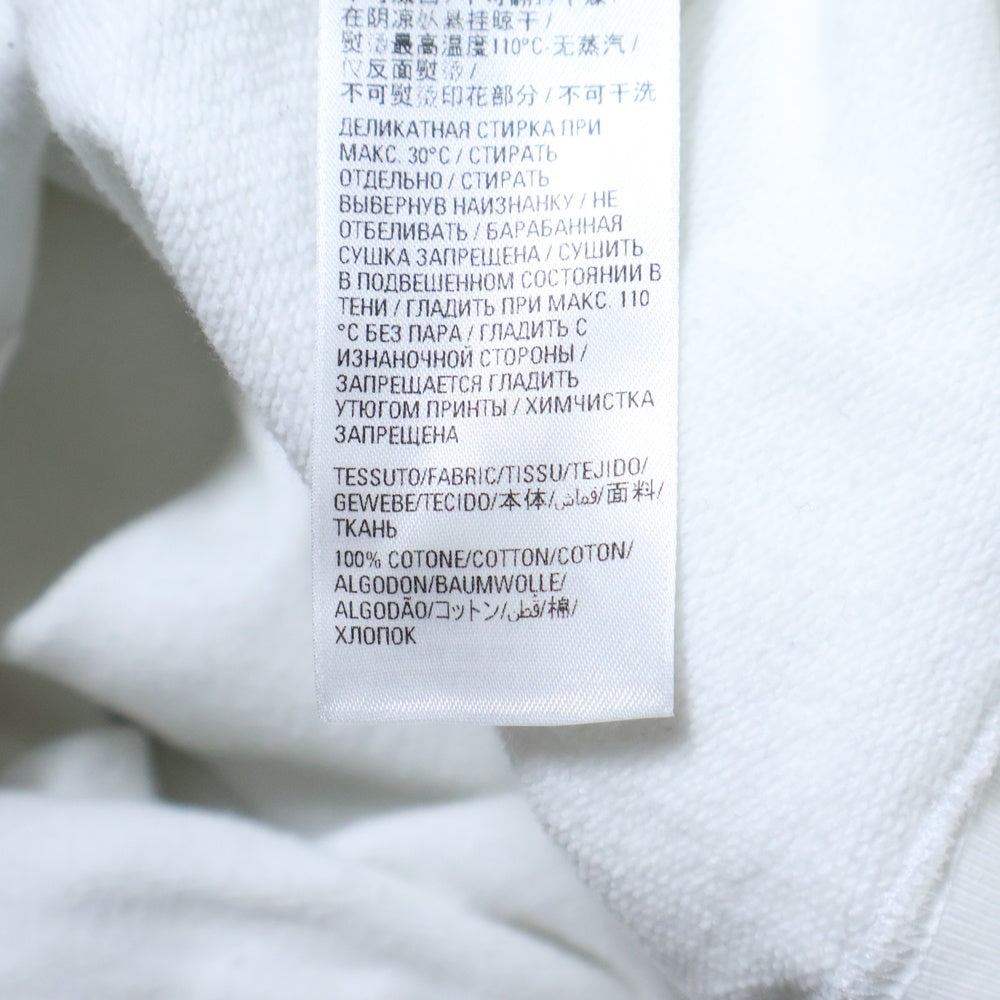 在阴凉处悬挂晾干/
熨烫最高温度110°C-无蒸汽/
仅反面熨烫/
不可熨烫印花部分/不可干洗
ДЕЛИКАТНАЯ СТИРКА ПРИ
МАКС. 30°C / СТИРАТЬ
ОТДЕЛЬНО / СТИРАТЬ
ВЫВЕРНУВ НАИЗНАНКУ / НЕ
ОТБЕЛИВАТЬ / БАРАБАННАЯ
СУШКА ЗАПРЕЩЕНА / СУШИТЬ
В ПОДВЕШЕННОМ СОСТОЯНИИ В
ТЕНИ / ГЛАДИТЬ ПРИ МАКС. 110
°C БЕЗ ПАРА / ГЛАДИТЬ С
ИЗНАНОЧНОЙ СТОРОНЫ /
ЗАПРЕЩАЕТСЯ ГЛАДИТЬ
УТЮГОМ ПРИНТЫ / ХИМЧИСТКА
ЗАПРЕЩЕНА
TESSUTO/FABRIC/TISSU/TEJIDO/
GEWEBE/TECIDO/本体/قماش/面料/
ТКАНЬ
100% COTONE/COTTON/COTON/
ALGODON/BAUMWOLLE/
ALGODÃO/コットン/قطن/棉/
ХЛОПОК